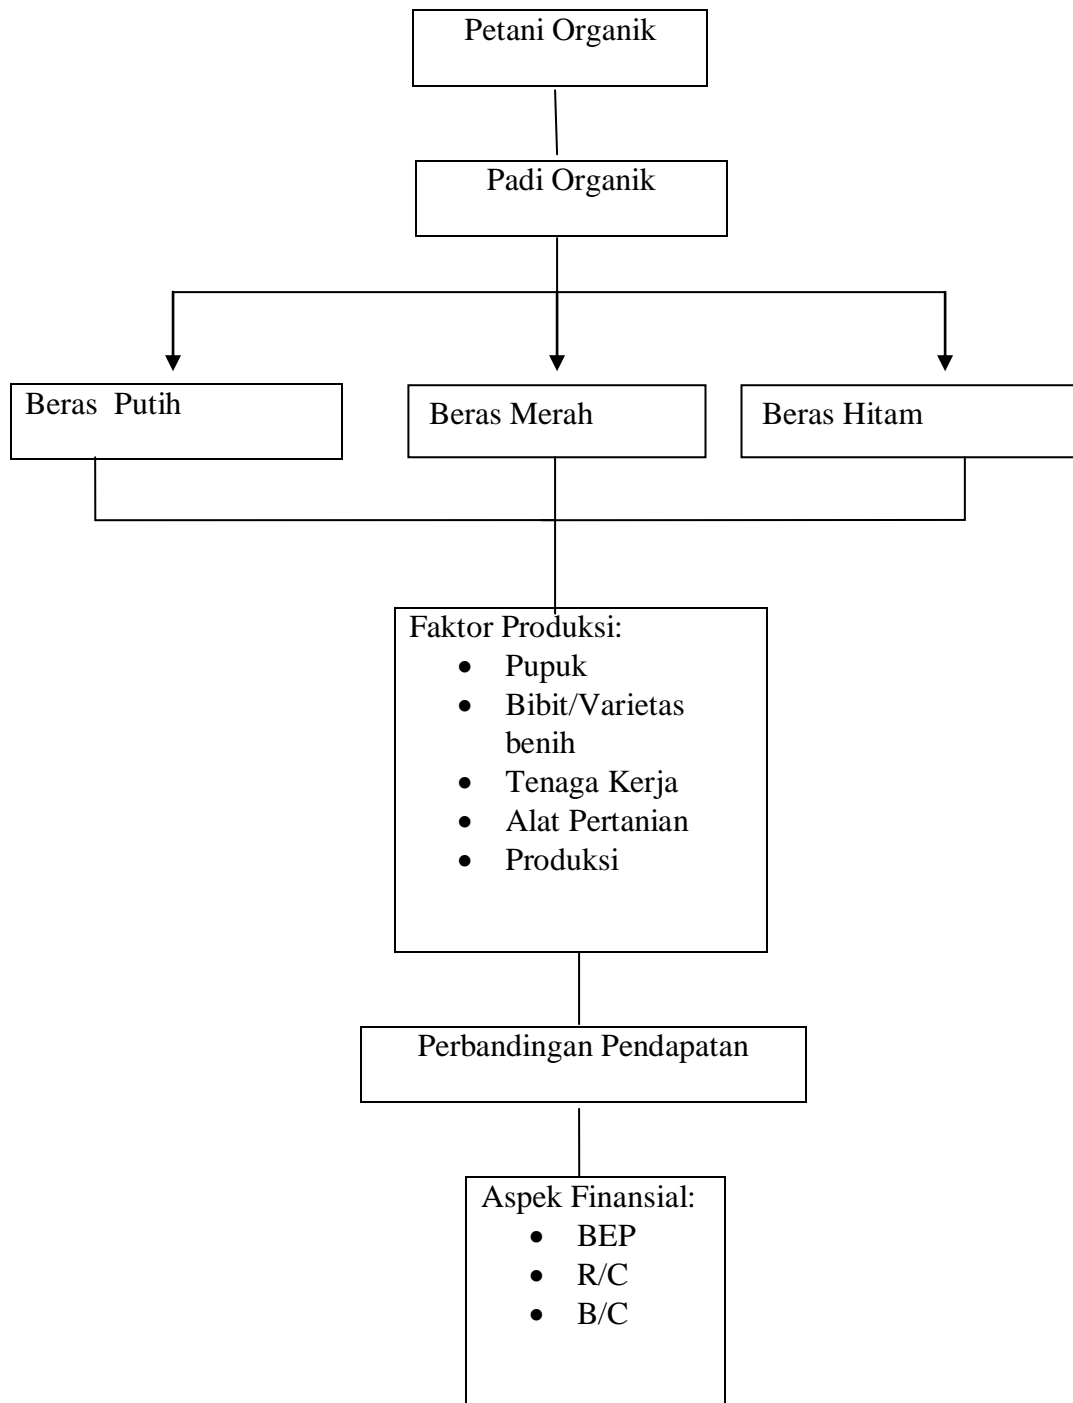 Petani Organik
Padi Organik
Beras Putih
Beras Merah
Beras Hitam
Faktor Produksi:
• Pupuk
• Bibit/Varietas
benih
• Tenaga Kerja
• Alat Pertanian
• Produksi
Perbandingan Pendapatan
Aspek Finansial:
• BEP
• R/C
• B/C